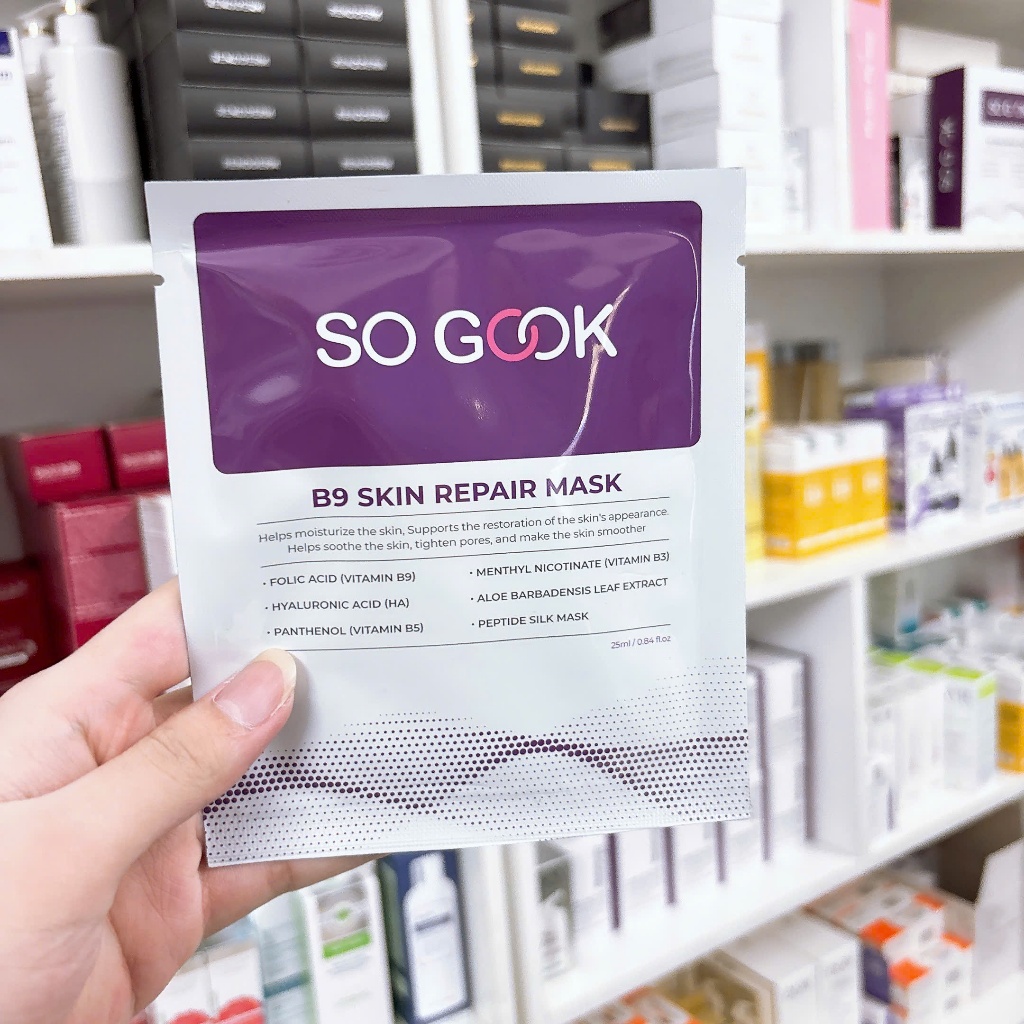 SO GOOK
B9 SKIN REPAIR MASK
Helps moisturize the skin, Supports the restoration of the skin's appearance.
Helps soothe the skin, tighten pores, and make the skin smoother
• FOLIC ACID (VITAMIN B9)
• HYALURONIC ACID (HA)
• PANTHENOL (VITAMIN B5)
• MENTHYL NICOTINATE (VITAMIN B3)
• ALOE BARBADENSIS LEAF EXTRACT
• PEPTIDE SILK MASK
25ml / 0.84 fl.oz